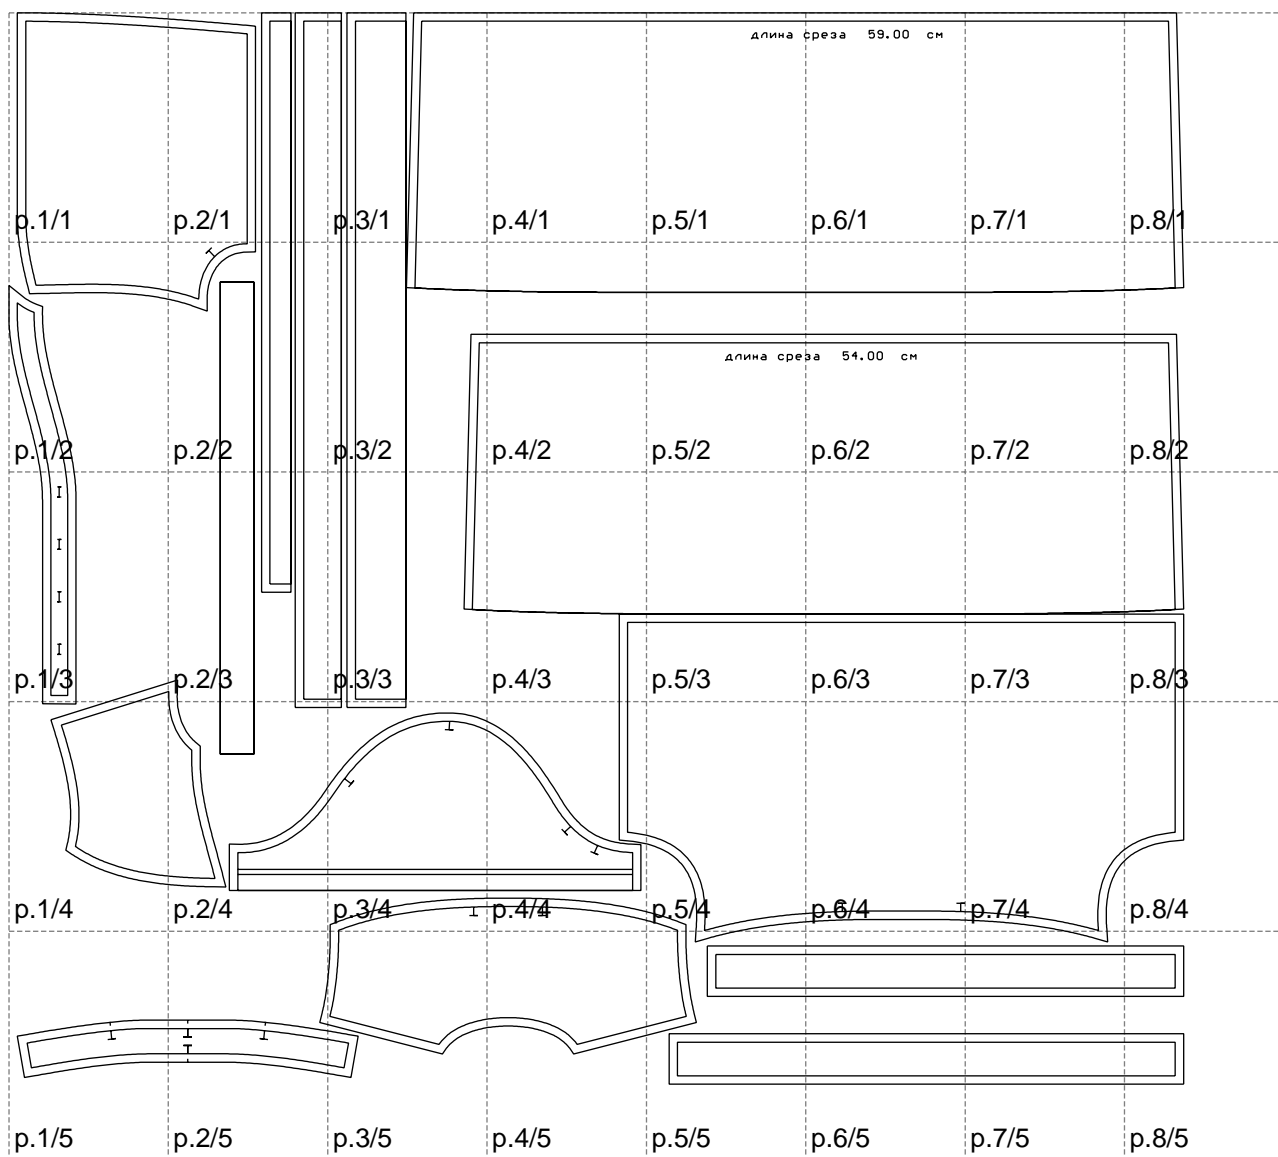 длина среза 59.00 см
p.1/1 p.2/1 p.3/1 p.4/1 p.5/1 p.6/1 p.7/1 p.8/1
длина среза 54.00 см
p.1/2 p.2/2 p.3/2 p.4/2 p.5/2 p.6/2 p.7/2 p.8/2
p.1/3 p.2/3 p.3/3 p.4/3 p.5/3 p.6/3 p.7/3 p.8/3
p.1/4 p.2/4 p.3/4 p.4/4 p.5/4 p.6/4 p.7/4 p.8/4
p.1/5 p.2/5 p.3/5 p.4/5 p.5/5 p.6/5 p.7/5 p.8/5